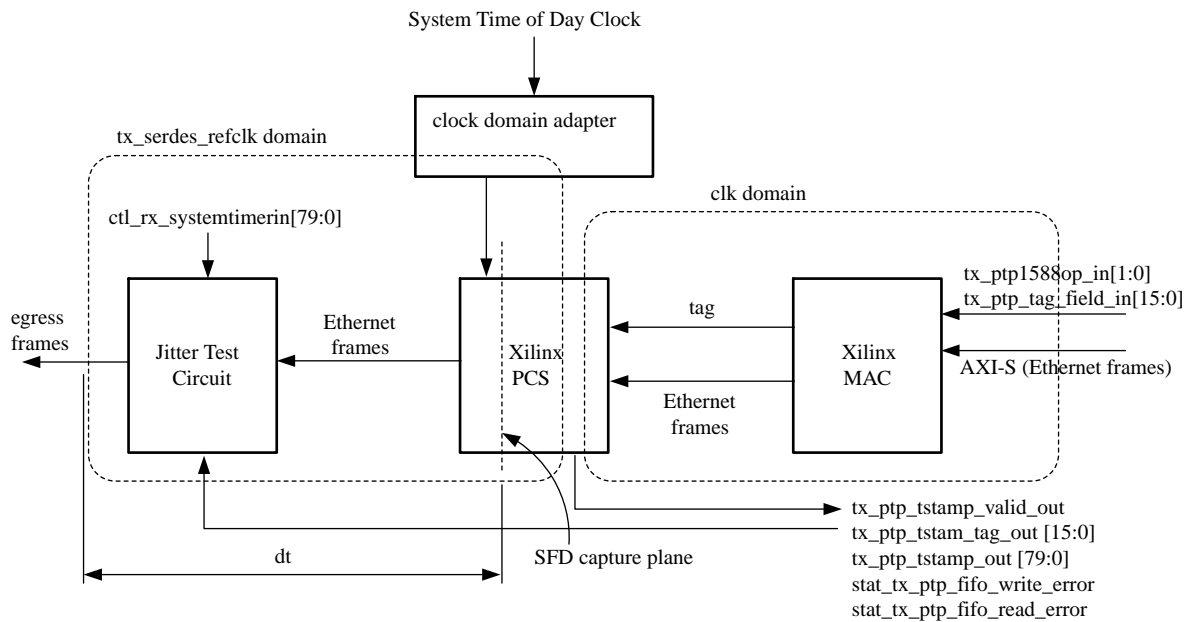 System Time of Day Clock
clock domain adapter
tx_serdes_refclk domain
clk domain
ctl_rx_systemtimerin[79:0]
tx_ptp1588op_in[1:0]
tx_ptp_tag_field_in[15:0]
egress
frames
Jitter Test
Circuit
Ethernet
frames
Xilinx
PCS
tag
Ethernet
frames
Xilinx
MAC
AXI-S (Ethernet frames)
dt
SFD capture plane
tx_ptp_tstamp_valid_out
tx_ptp_tstam_tag_out [15:0]
tx_ptp_tstamp_out [79:0]
stat_tx_ptp_fifo_write_error
stat_tx_ptp_fifo_read_error